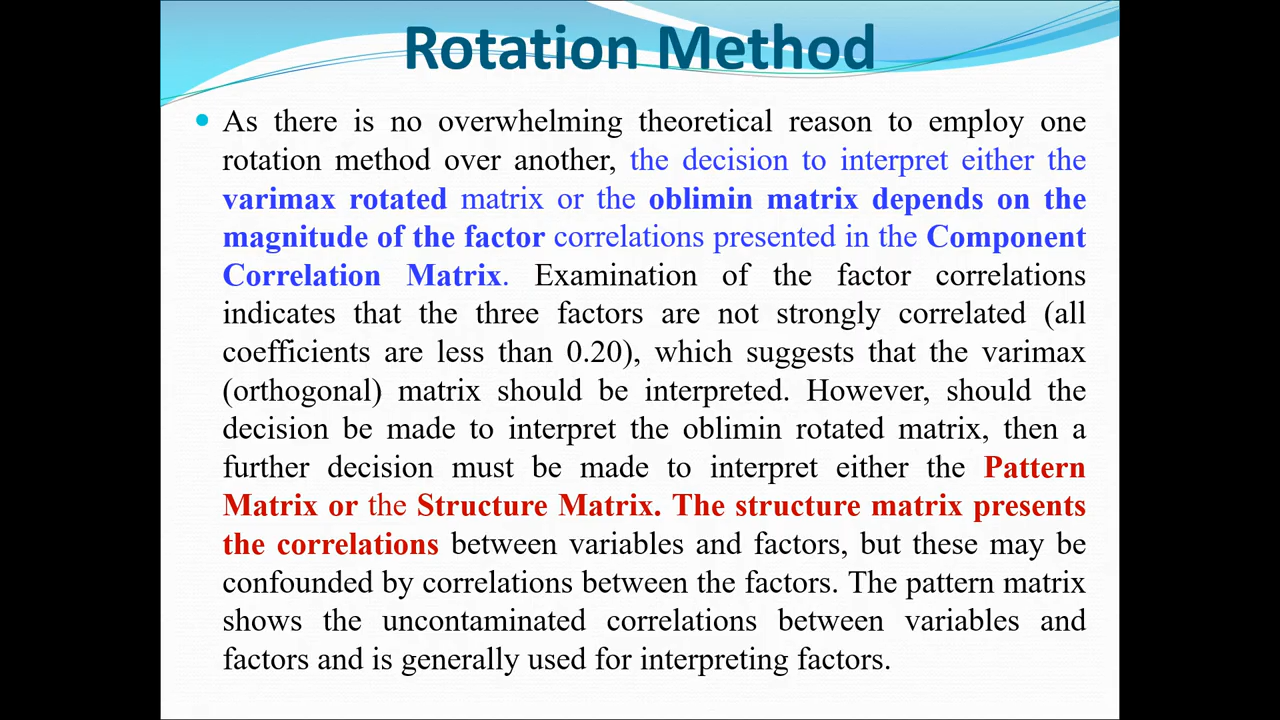 Rotation Method
• As there is no overwhelming theoretical reason to employ one
rotation method over another, the decision to interpret either the
varimax rotated matrix or the oblimin matrix depends on the
magnitude of the factor correlations presented in the Component
Correlation Matrix. Examination of the factor correlations
indicates that the three factors are not strongly correlated (all
coefficients are less than 0.20), which suggests that the varimax
(orthogonal) matrix should be interpreted. However, should the
decision be made to interpret the oblimin rotated matrix, then a
further decision must be made to interpret either the Pattern
Matrix or the Structure Matrix. The structure matrix presents
the correlations between variables and factors, but these may be
confounded by correlations between the factors. The pattern matrix
shows the uncontaminated correlations between variables and
factors and is generally used for interpreting factors.